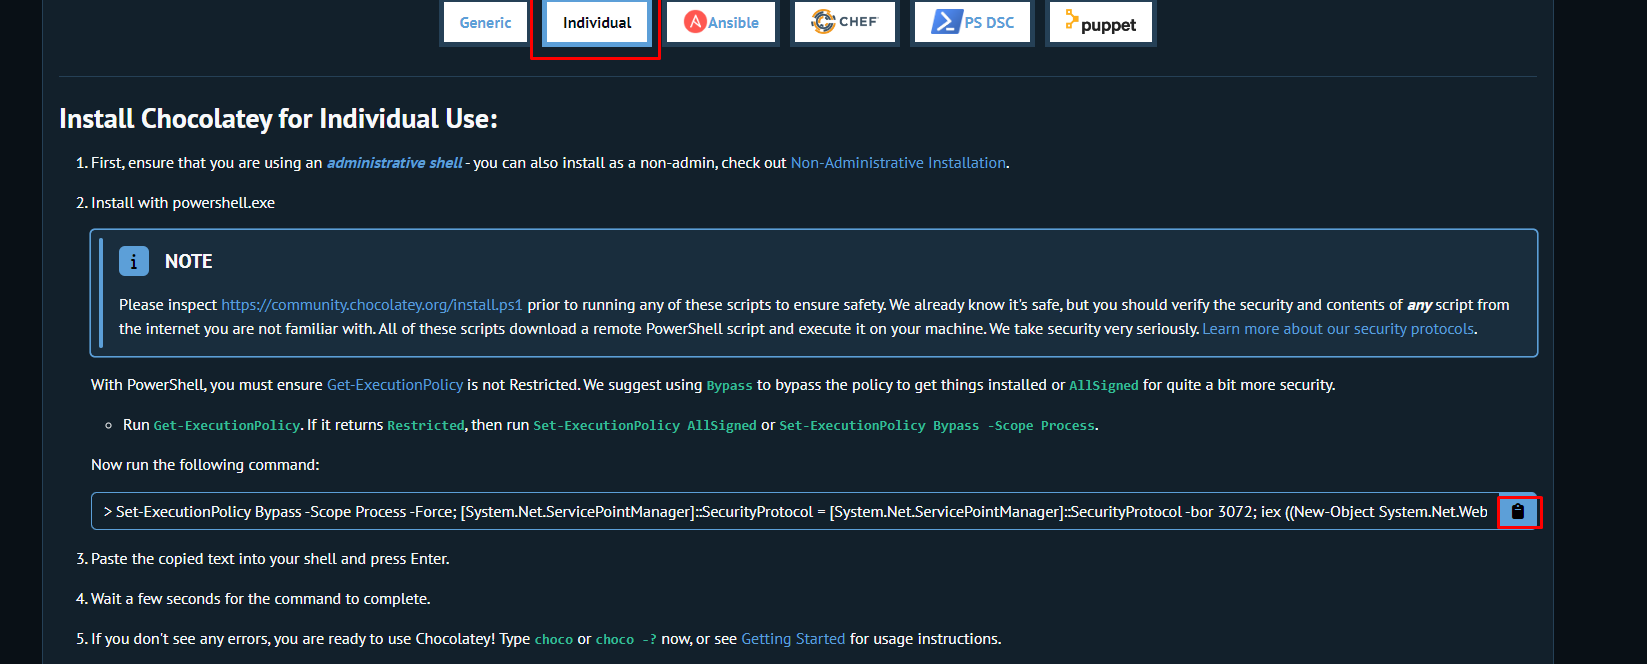 Generic Individual Ansible CHEF PS DSC puppet
Install Chocolatey for Individual Use:
1. First, ensure that you are using an administrative shell - you can also install as a non-admin, check out Non-Administrative Installation.
2. Install with powershell.exe
i NOTE
Please inspect https://community.chocolatey.org/install.ps1 prior to running any of these scripts to ensure safety. We already know it's safe, but you should verify the security and contents of any script from
the internet you are not familiar with. All of these scripts download a remote PowerShell script and execute it on your machine. We take security very seriously. Learn more about our security protocols.
With PowerShell, you must ensure Get-ExecutionPolicy is not Restricted. We suggest using Bypass to bypass the policy to get things installed or AllSigned for quite a bit more security.
Run Get-ExecutionPolicy. If it returns Restricted, then run Set-ExecutionPolicy AllSigned or Set-ExecutionPolicy Bypass -Scope Process.
Now run the following command:
> Set-ExecutionPolicy Bypass -Scope Process -Force; [System.Net.ServicePointManager]::SecurityProtocol = [System.Net.ServicePointManager]::SecurityProtocol -bor 3072; iex ((New-Object System.Net.Web
3. Paste the copied text into your shell and press Enter.
4. Wait a few seconds for the command to complete.
5. If you don't see any errors, you are ready to use Chocolatey! Type choco or choco -? now, or see Getting Started for usage instructions.